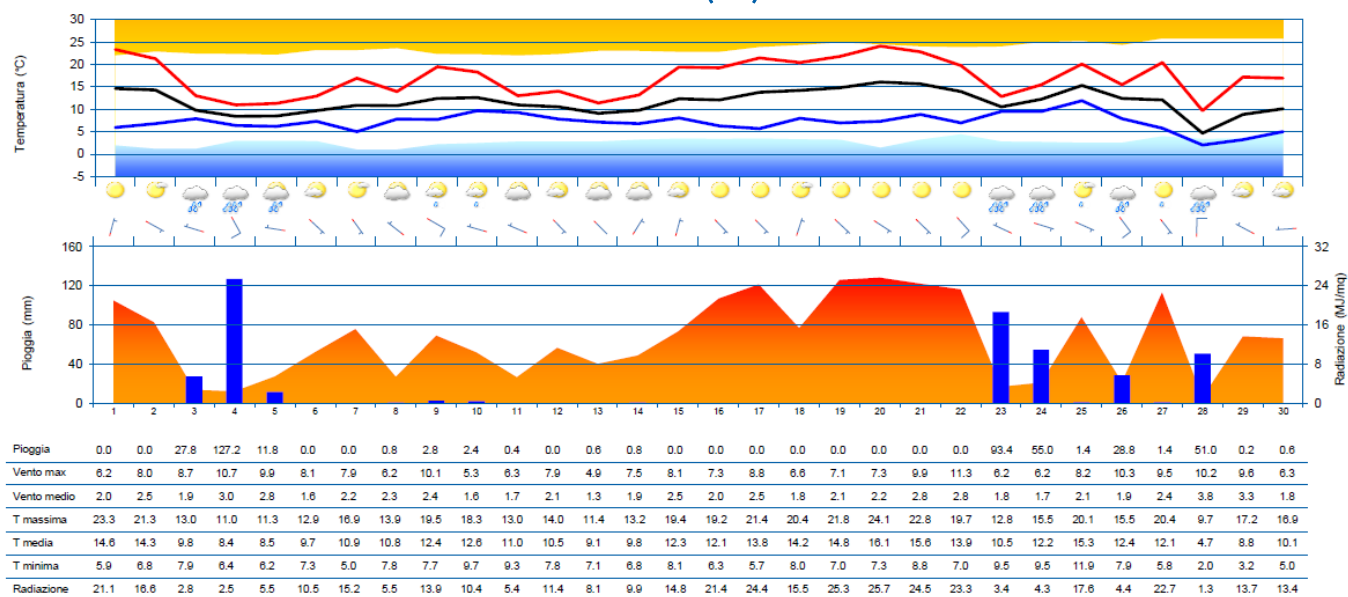 30
25
20
15
10
5
0
-5
Temperatura (°C)
160
120
80
40
0
Pioggia (mm)
32
24
16
8
0
Radiazione (MJ/mq)
1 2 3 4 5 6 7 8 9 10 11 12 13 14 15 16 17 18 19 20 21 22 23 24 25 26 27 28 29 30
Pioggia 0.0 0.0 27.8 127.2 11.8 0.0 0.0 0.8 2.8 2.4 0.4 0.0 0.6 0.8 0.0 0.0 0.0 0.0 0.0 0.0 0.0 0.0 93.4 55.0 1.4 28.8 1.4 51.0 0.2 0.6
Vento max 6.2 8.0 8.7 10.7 9.9 8.1 7.9 6.2 10.1 5.3 6.3 7.9 4.9 7.5 8.1 7.3 8.8 6.6 7.1 7.3 9.9 11.3 6.2 6.2 8.2 10.3 9.5 10.2 9.6 6.3
Vento medio 2.0 2.5 1.9 3.0 2.8 1.6 2.2 2.3 2.4 1.6 1.7 2.1 1.3 1.9 2.5 2.0 2.5 1.8 2.1 2.2 2.8 2.8 1.8 1.7 2.1 1.9 2.4 3.8 3.3 1.8
T massima 23.3 21.3 13.0 11.0 11.3 12.9 16.9 13.9 19.5 18.3 13.0 14.0 11.4 13.2 19.4 19.2 21.4 20.4 21.8 24.1 22.8 19.7 12.8 15.5 20.1 15.5 20.4 9.7 17.2 16.9
T media 14.6 14.3 9.8 8.4 8.5 9.7 10.9 10.8 12.4 12.6 11.0 10.5 9.1 9.8 12.3 12.1 13.8 14.2 14.8 16.1 15.6 13.9 10.5 12.2 15.3 12.4 12.1 4.7 8.8 10.1
T minima 5.9 6.8 7.9 6.4 6.2 7.3 5.0 7.8 7.7 9.7 9.3 7.8 7.1 6.8 8.1 6.3 5.7 8.0 7.0 7.3 8.8 7.0 9.5 9.5 11.9 7.9 5.8 2.0 3.2 5.0
Radiazione 21.1 16.6 2.8 2.5 5.5 10.5 15.2 5.5 13.9 10.4 5.4 11.4 8.1 9.9 14.8 21.4 24.4 15.5 25.3 25.7 24.5 23.3 3.4 4.3 17.6 4.4 22.7 1.3 13.7 13.4